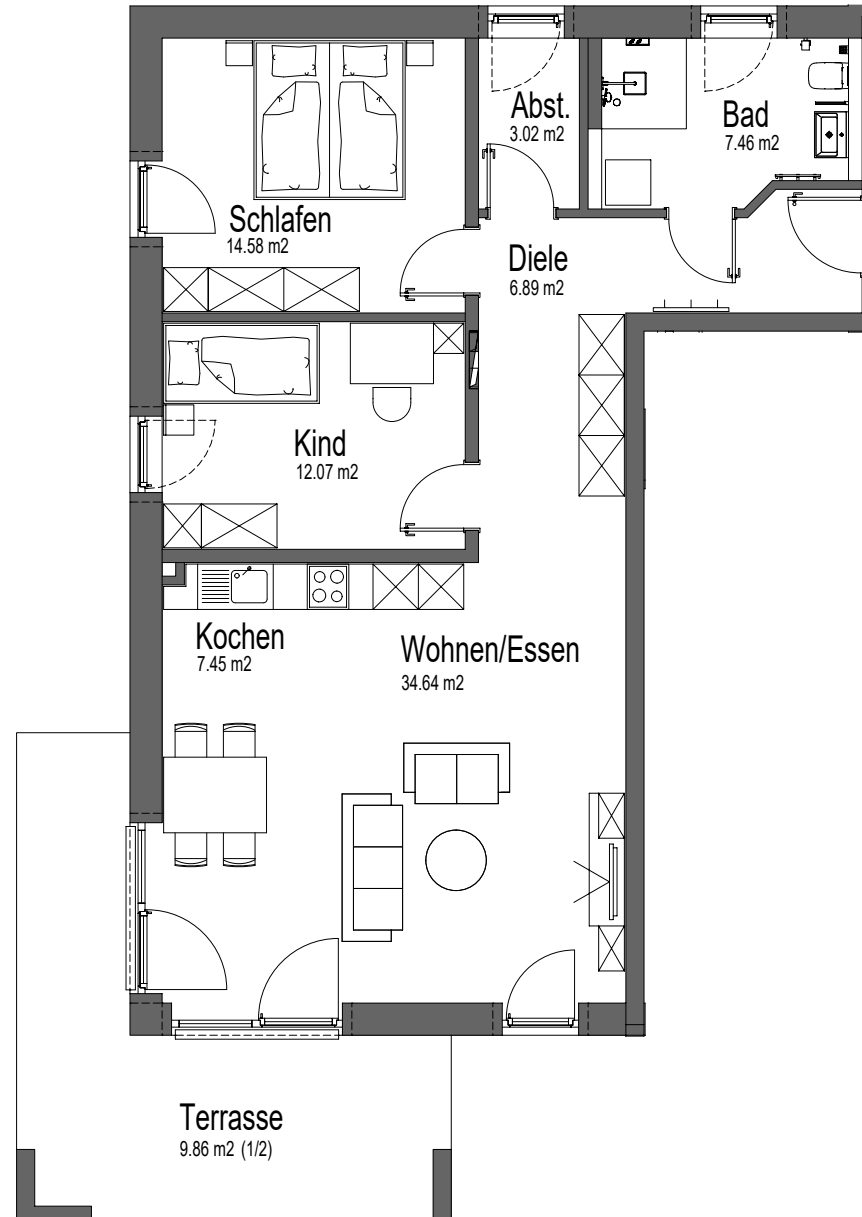 Abst.
3.02 m2
Bad
7.46 m2
Schlafen
14.58 m2
Diele
6.89 m2
Kind
12.07 m2
Kochen
7.45 m2
Wohnen/Essen
34.64 m2
Terrasse
9.86 m2 (1/2)